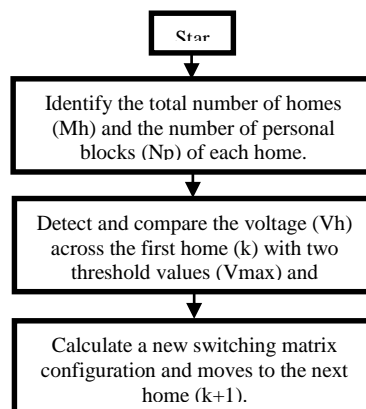 Star
Identify the total number of homes
(Mh) and the number of personal
blocks (Np) of each home.
Detect and compare the voltage (Vh)
across the first home (k) with two
threshold values (Vmax) and
Calculate a new switching matrix
configuration and moves to the next
home (k+1).